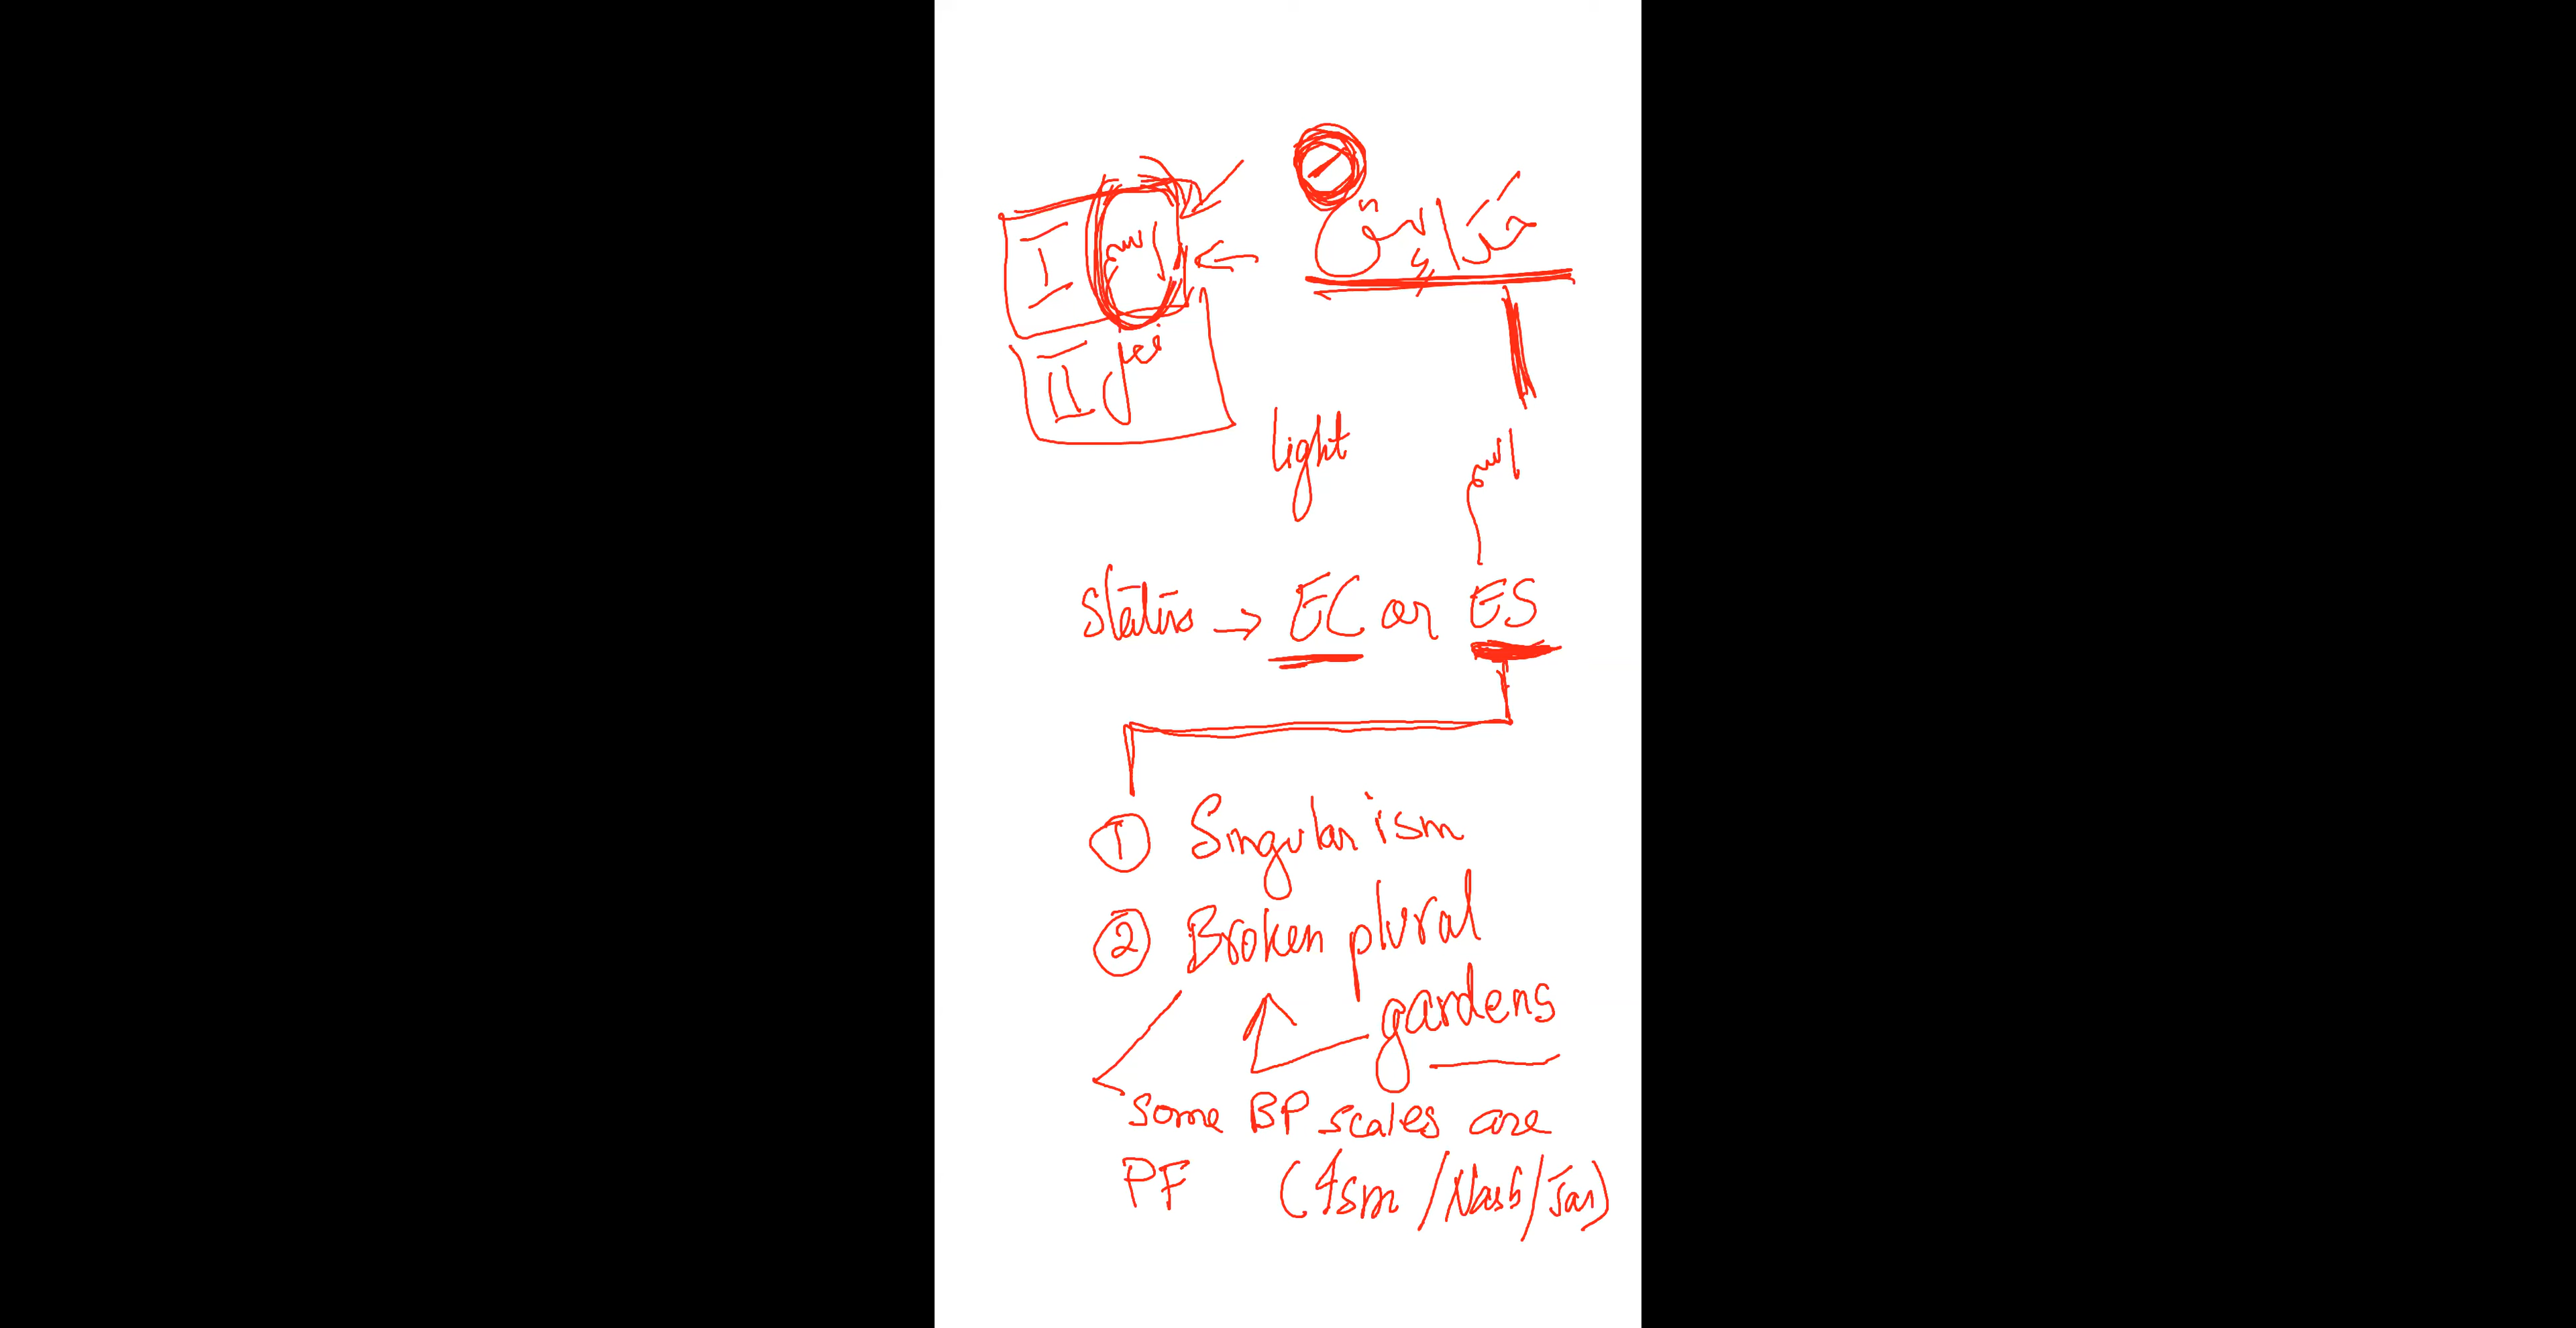 حَدَايِٕق
I اسم
II فعل
light
اسم
Status → EC or ES
① Singular ism
② Broken plural
gardens
some BP scales are
PF (Ism/Nasb/Jar)